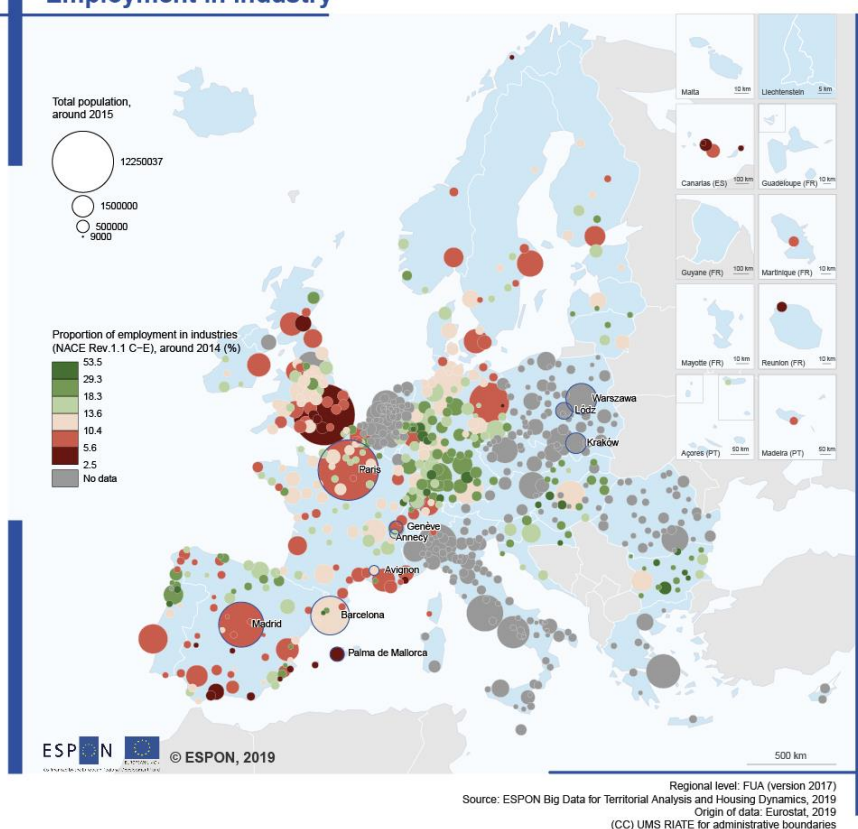 Employment in industry
Total population,
around 2015
12250037
1500000
500000
9000
Proportion of employment in industries
(NACE Rev.1.1 C-E), around 2014 (%)
53.5
29.3
18.3
13.6
10.4
5.6
2.5
No data
Malta
10 km
Liechtenstein
5 km
Canarias (ES)
100 km
Guadeloupe (FR)
10 km
Guyane (FR)
100 km
Martinique (FR)
10 km
Mayotte (FR)
10 km
Reunion (FR)
10 km
Açores (PT)
50 km
Madeira (PT)
50 km
Warszawa
Lódz
Kraków
Paris
Genève
Annecy
Avignon
Barcelona
Madrid
Palma de Mallorca
ESPON
© ESPON, 2019
500 km
Regional level: FUA (version 2017)
Source: ESPON Big Data for Territorial Analysis and Housing Dynamics, 2019
Origin of data: Eurostat, 2019
(CC) UMS RIATE for administrative boundaries